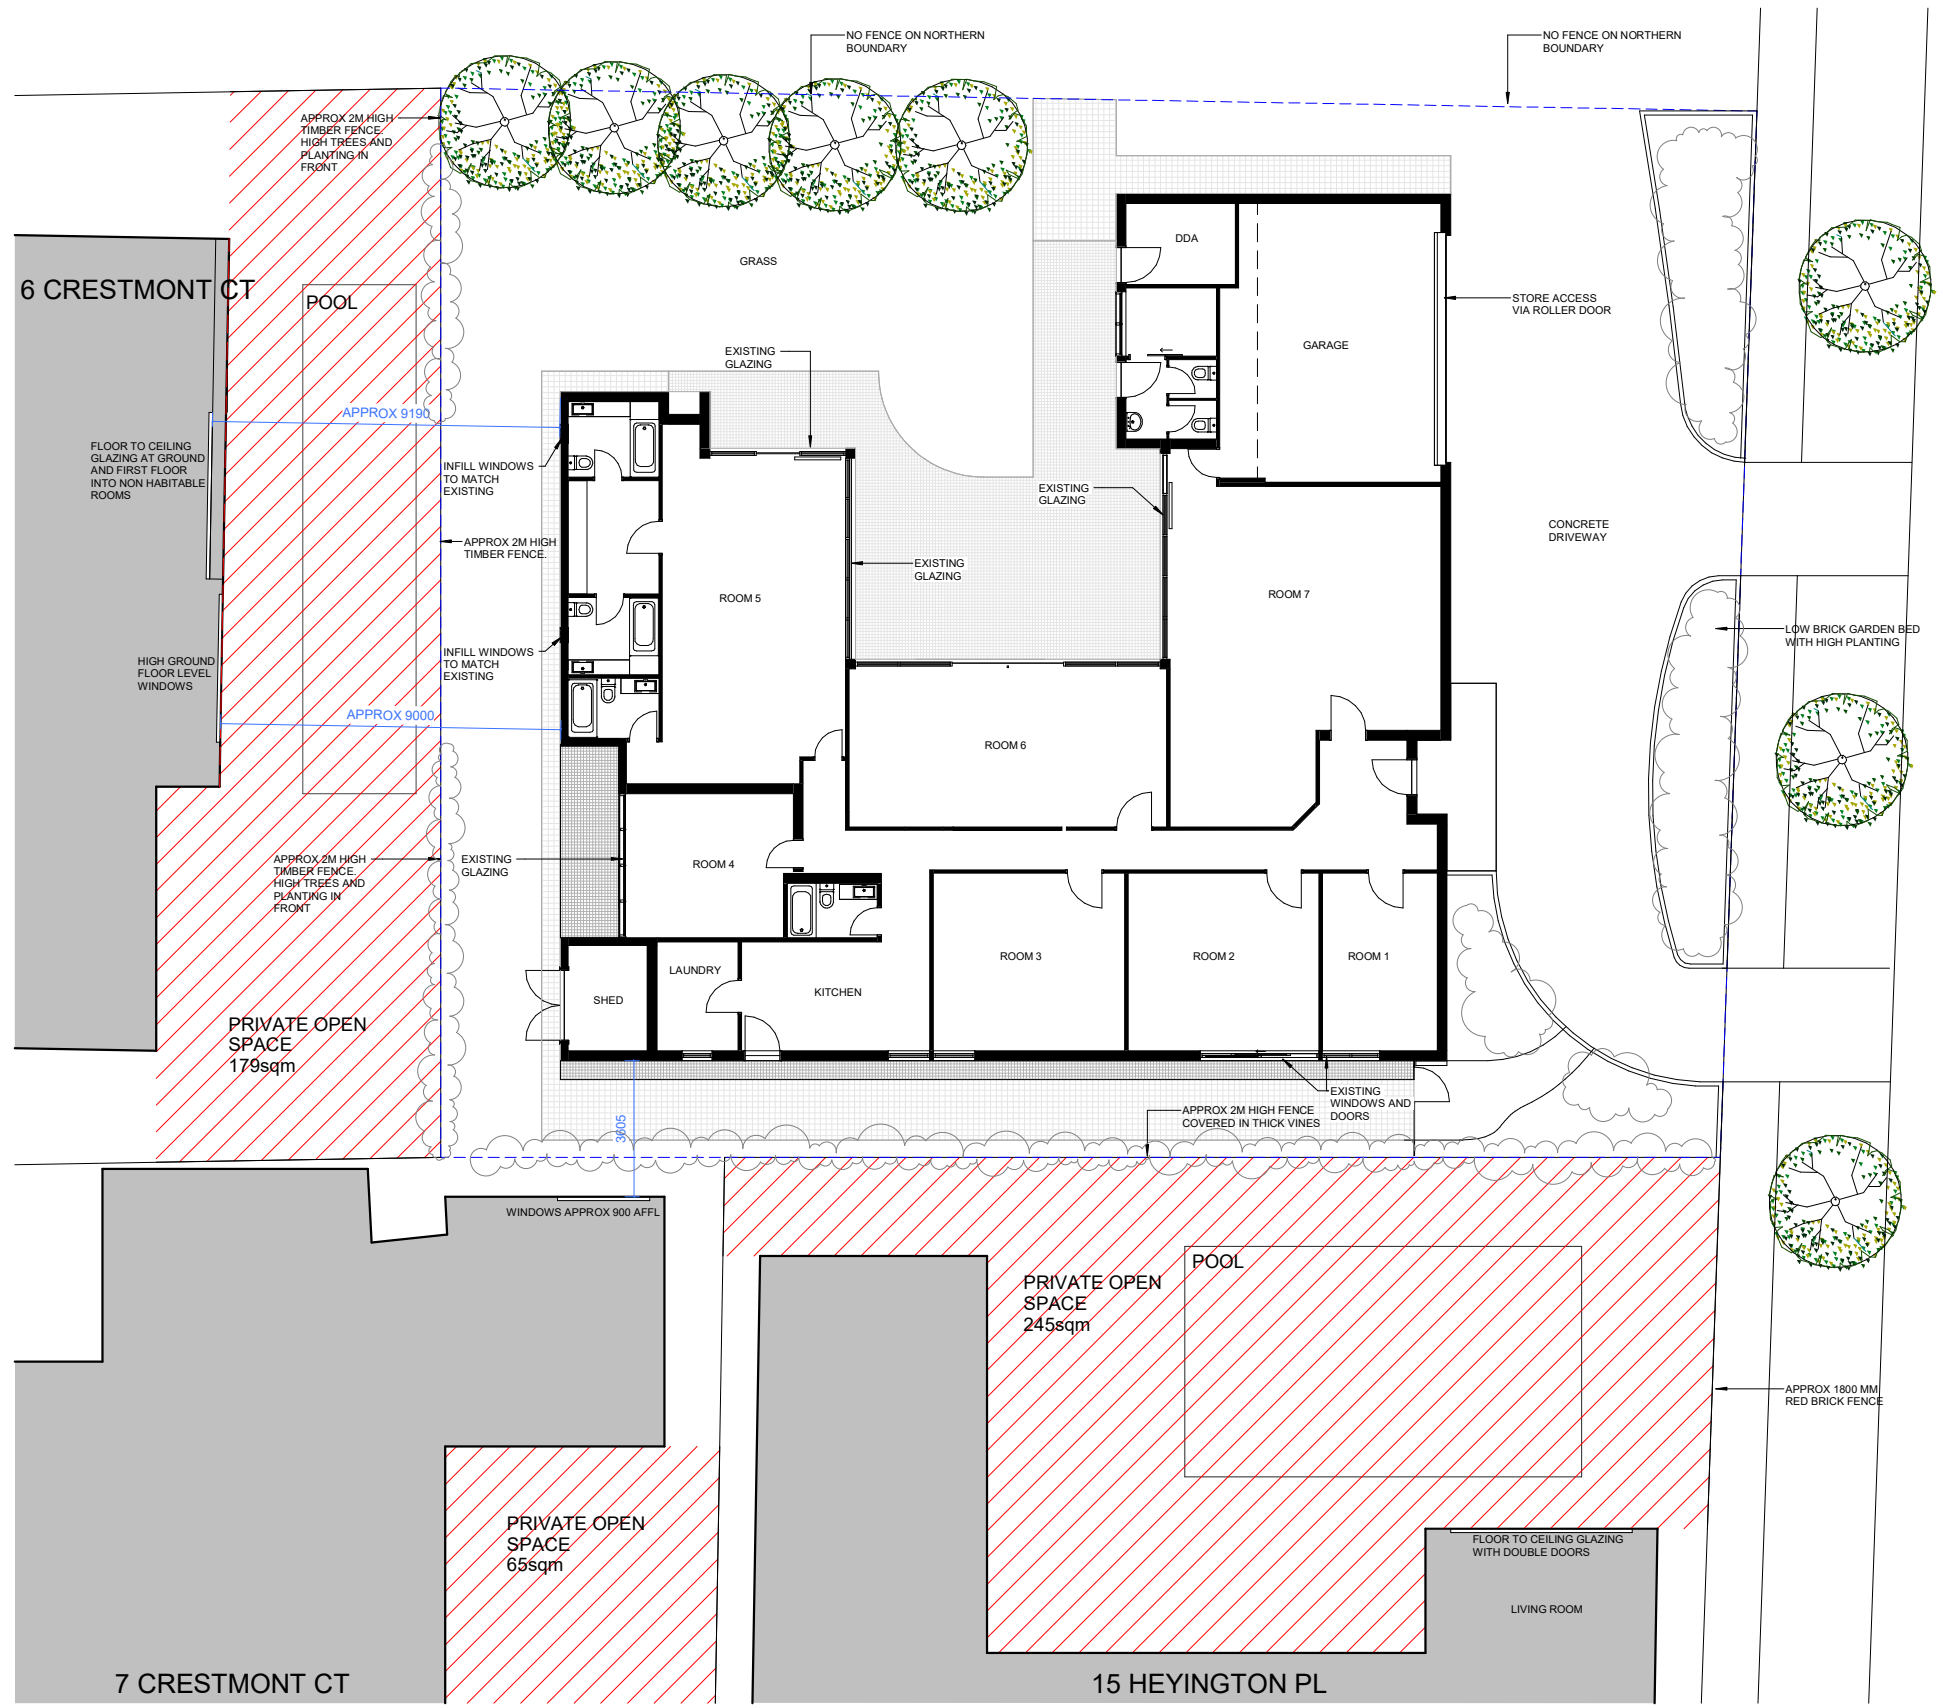 NO FENCE ON NORTHERN
BOUNDARY
NO FENCE ON NORTHERN
BOUNDARY
APPROX 2M HIGH
TIMBER FENCE.
HIGH TREES AND
PLANTING IN
FRONT
GRASS
DDA
6 CRESTMONT CT
POOL
STORE ACCESS
VIA ROLLER DOOR
GARAGE
EXISTING
GLAZING
APPROX 9190
FLOOR TO CEILING
GLAZING AT GROUND
AND FIRST FLOOR
INTO NON HABITABLE
ROOMS
INFILL WINDOWS
TO MATCH
EXISTING
EXISTING
GLAZING
CONCRETE
DRIVEWAY
APPROX 2M HIGH
TIMBER FENCE.
EXISTING
GLAZING
ROOM 5
ROOM 7
LOW BRICK GARDEN BED
WITH HIGH PLANTING
INFILL WINDOWS
TO MATCH
EXISTING
HIGH GROUND
FLOOR LEVEL
WINDOWS
APPROX 9000
ROOM 6
APPROX 2M HIGH
TIMBER FENCE.
HIGH TREES AND
PLANTING IN
FRONT
EXISTING
GLAZING
ROOM 4
ROOM 3
ROOM 2
ROOM 1
LAUNDRY
KITCHEN
SHED
PRIVATE OPEN
SPACE
179sqm
3605
EXISTING
WINDOWS AND
DOORS
APPROX 2M HIGH FENCE
COVERED IN THICK VINES
WINDOWS APPROX 900 AFFL
POOL
PRIVATE OPEN
SPACE
245sqm
APPROX 1800 MM
RED BRICK FENCE
PRIVATE OPEN
SPACE
65sqm
FLOOR TO CEILING GLAZING
WITH DOUBLE DOORS
LIVING ROOM
7 CRESTMONT CT
15 HEYINGTON PL